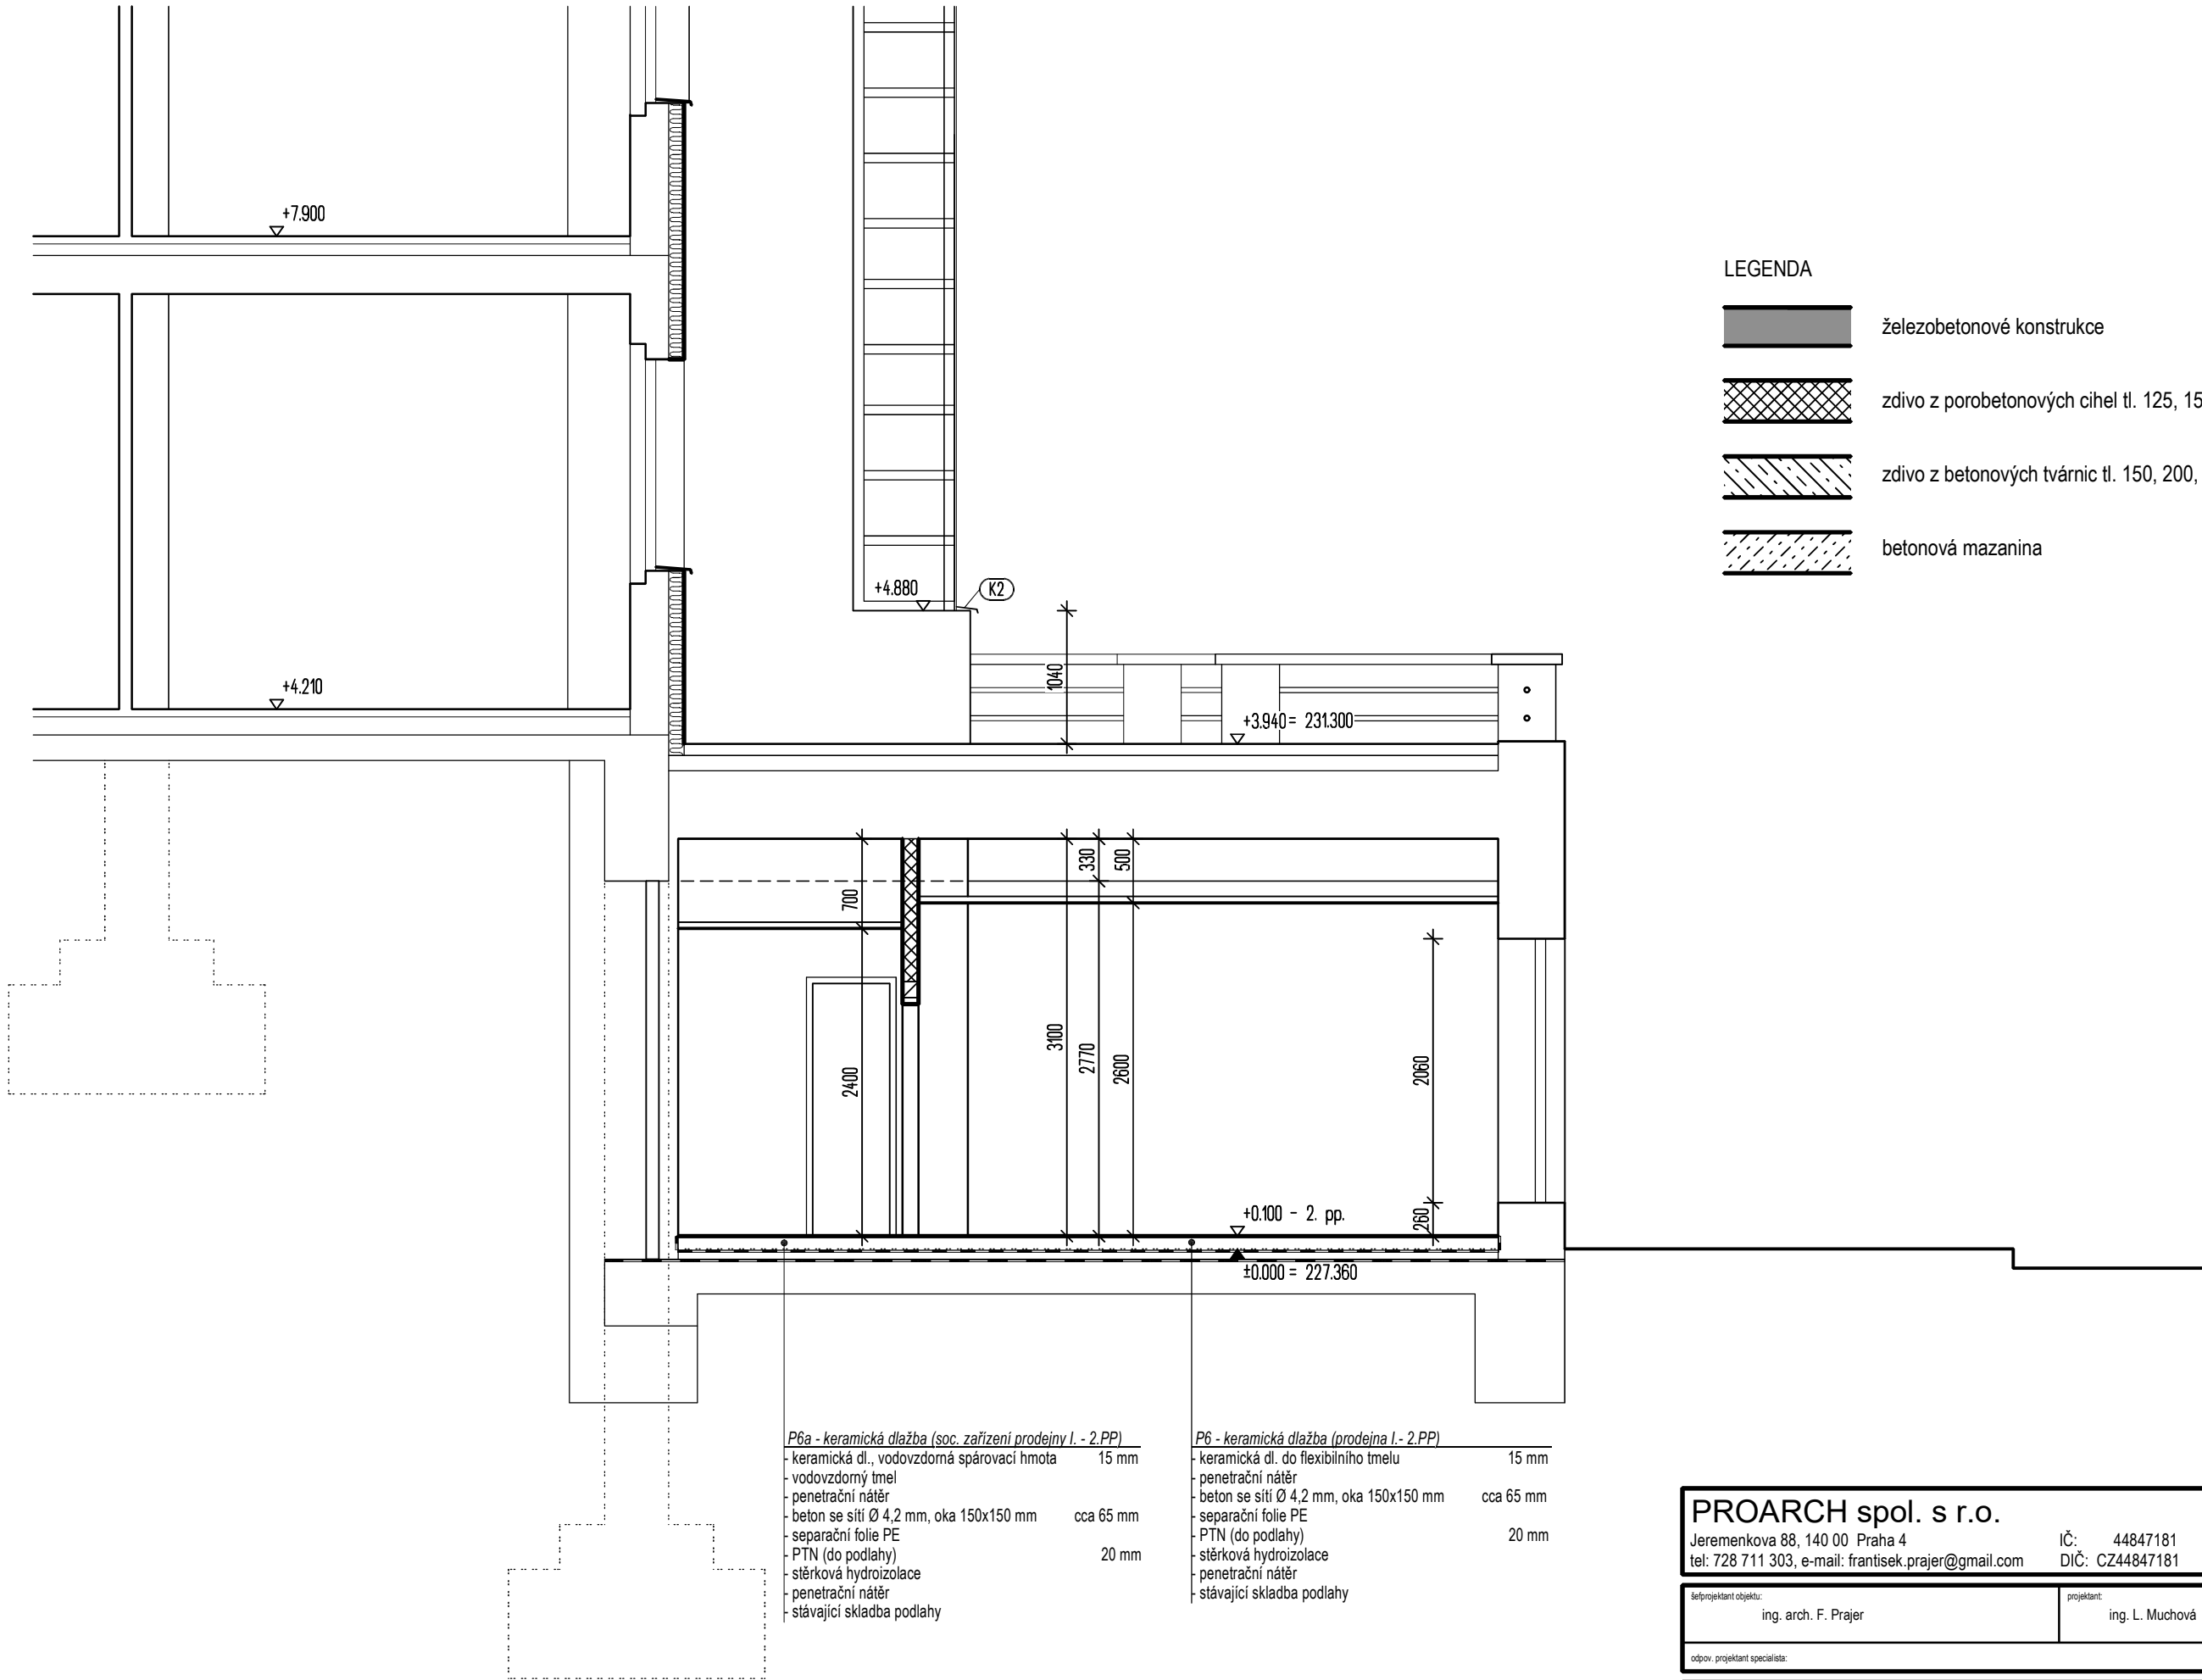 +7.900
LEGENDA
železobetonové konstrukce
zdivo z porobetonových cihel tl. 125, 15
zdivo z betonových tvárnic tl. 150, 200,
betonová mazanina
+4.880
K2
1040
+4.210
+3.940= 231.300
330
500
700
3100
2770
2600
2400
2060
260
+0.100 - 2. pp.
±0.000 = 227.360
P6a - keramická dlažba (soc. zařízení prodejny I. - 2.PP)
- keramická dl., vodovzdorná spárovací hmota 15 mm
- vodovzdorný tmel
- penetrační nátěr
- beton se sítí Ø 4,2 mm, oka 150x150 mm cca 65 mm
- separační folie PE
- PTN (do podlahy) 20 mm
- stěrková hydroizolace
- penetrační nátěr
- stávající skladba podlahy
P6 - keramická dlažba (prodejna I.- 2.PP)
- keramická dl. do flexibilního tmelu 15 mm
- penetrační nátěr
- beton se sítí Ø 4,2 mm, oka 150x150 mm cca 65 mm
- separační folie PE
- PTN (do podlahy) 20 mm
- stěrková hydroizolace
- penetrační nátěr
- stávající skladba podlahy
PROARCH spol. s r.o.
Jeremenkova 88, 140 00 Praha 4 IČ: 44847181
tel: 728 711 303, e-mail: frantisek.prajer@gmail.com DIČ: CZ44847181
šéfprojektant objektu:
ing. arch. F. Prajer
projektant:
ing. L. Muchová
odpov. projektant specialista: